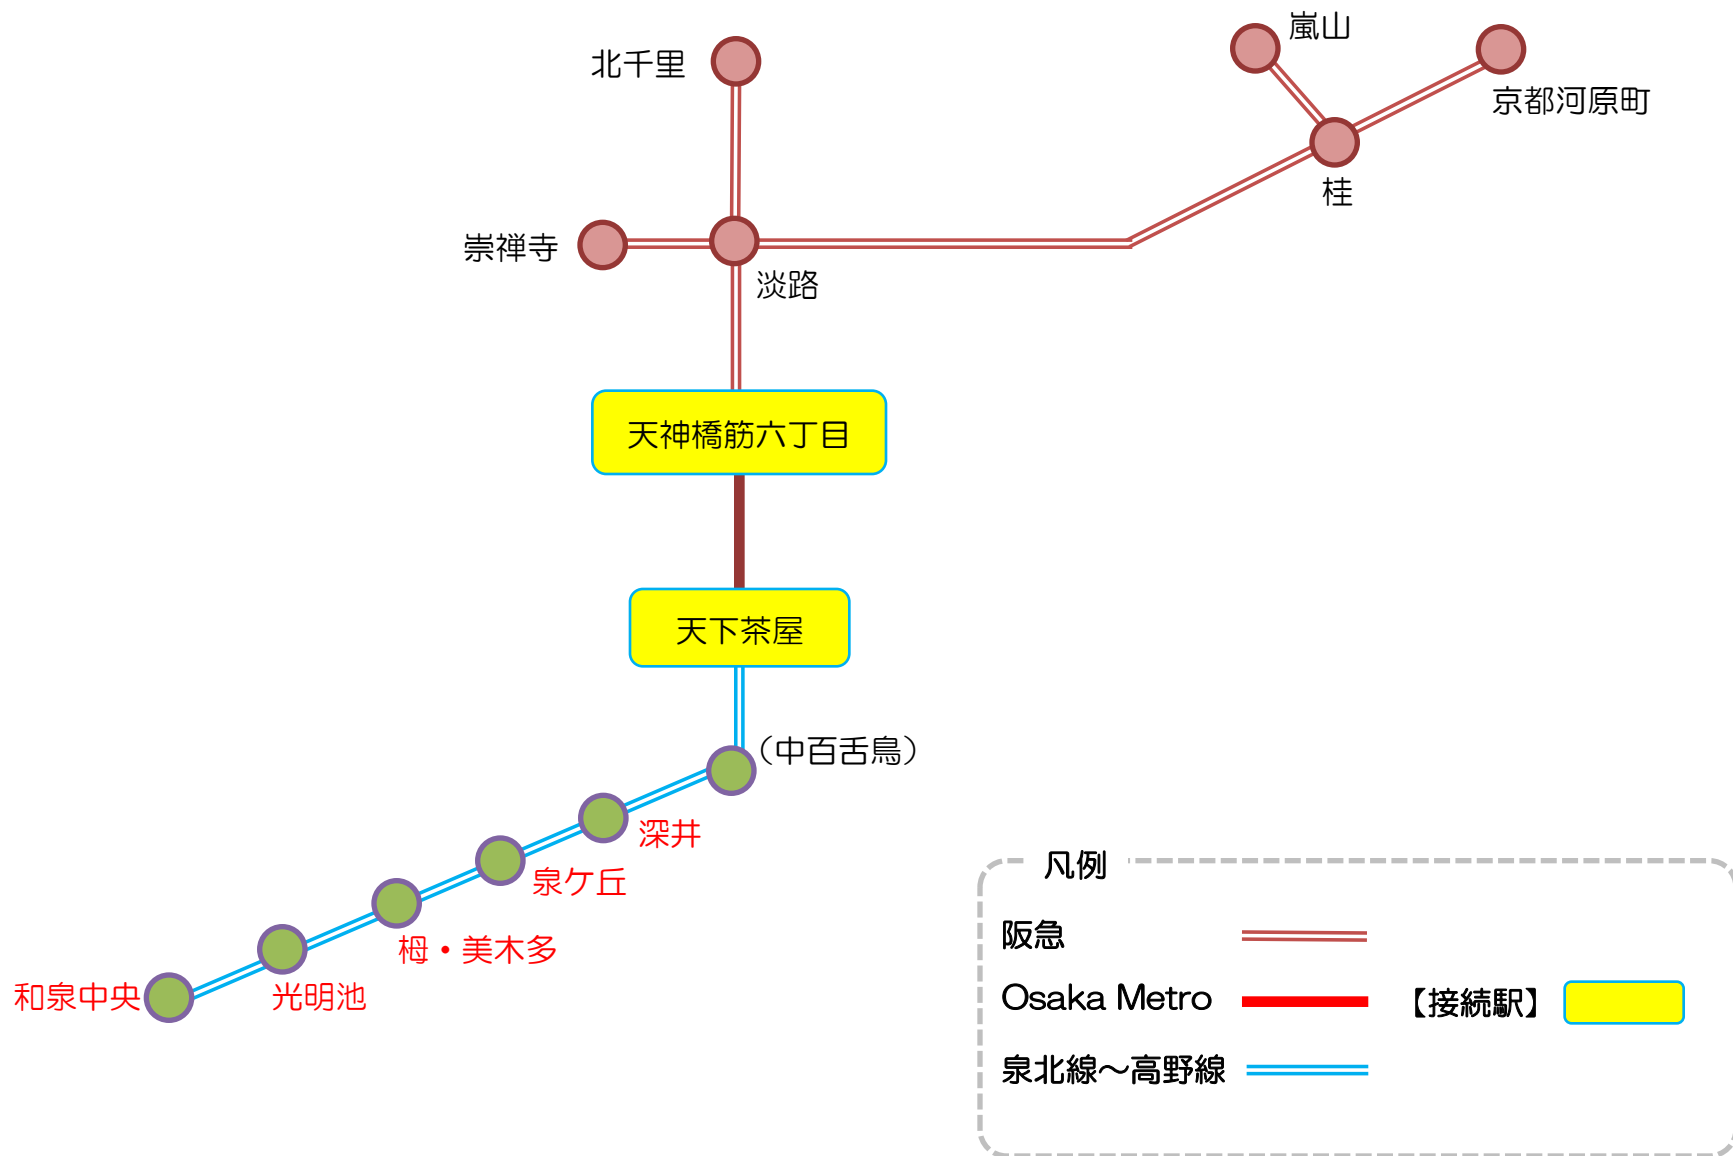 嵐山
北千里
京都河原町
桂
崇禅寺
淡路
天神橋筋六丁目
天下茶屋
（中百舌鳥）
深井
泉ケ丘
栂・美木多
光明池
和泉中央
凡例
阪急
Osaka Metro
【接続駅】
泉北線～高野線